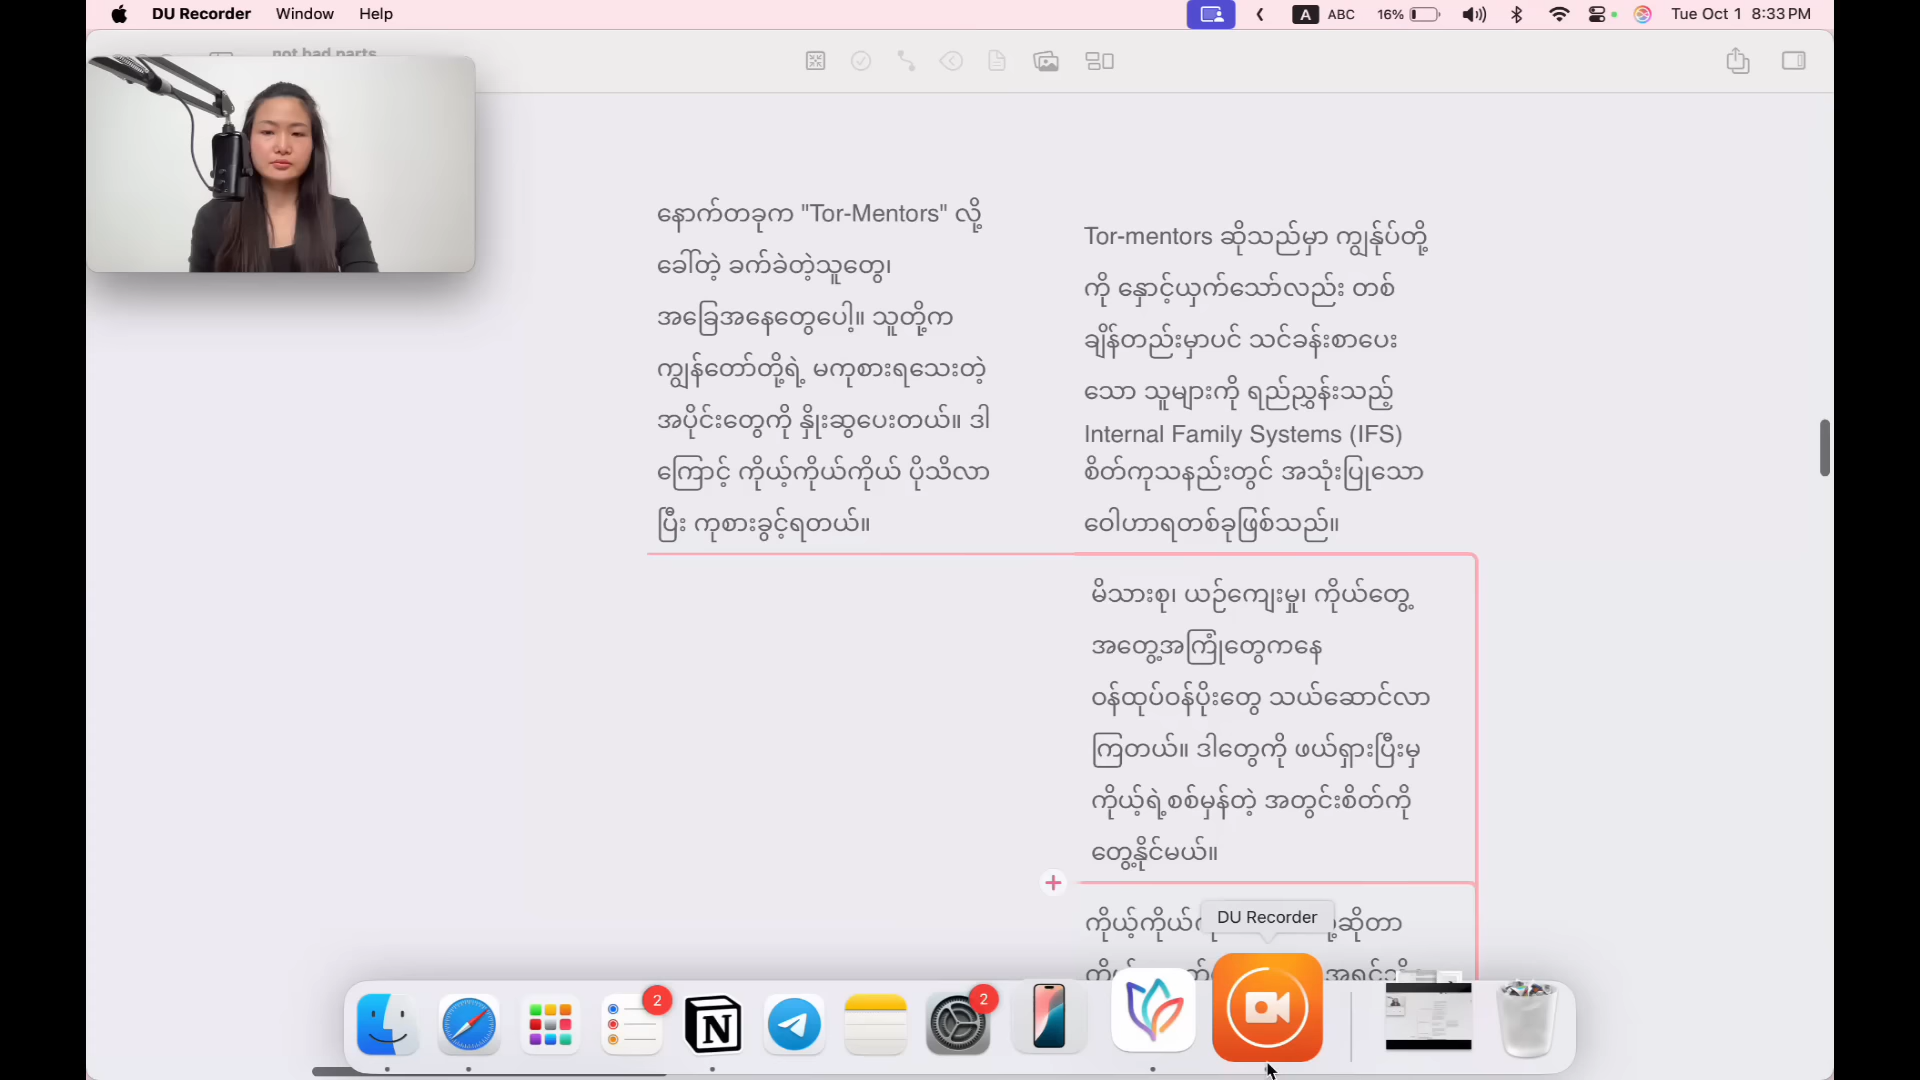 DU Recorder Window Help
A ABC 16% Tue Oct 1 8:33 PM
not bad parts
နောက်တခုက "Tor-Mentors" လို့
ခေါ်တဲ့ ခက်ခဲတဲ့သူတွေ၊
အခြေအနေတွေပေါ့။ သူတို့က
ကျွန်တော်တို့ရဲ့ မကုစားရသေးတဲ့
အပိုင်းတွေကို နှိုးဆွပေးတယ်။ ဒါ
ကြောင့် ကိုယ့်ကိုယ်ကိုယ် ပိုသိလာ
ပြီး ကုစားခွင့်ရတယ်။
Tor-mentors ဆိုသည်မှာ ကျွန်ုပ်တို့
ကို နှောင့်ယှက်သော်လည်း တစ်
ချိန်တည်းမှာပင် သင်ခန်းစာပေး
သော သူများကို ရည်ညွှန်းသည့်
Internal Family Systems (IFS)
စိတ်ကုသနည်းတွင် အသုံးပြုသော
ဝေါဟာရတစ်ခုဖြစ်သည်။
မိသားစု၊ ယဉ်ကျေးမှု၊ ကိုယ်တွေ့
အတွေ့အကြုံတွေကနေ
ဝန်ထုပ်ဝန်ပိုးတွေ သယ်ဆောင်လာ
ကြတယ်။ ဒါတွေကို ဖယ်ရှားပြီးမှ
ကိုယ့်ရဲ့စစ်မှန်တဲ့ အတွင်းစိတ်ကို
တွေ့နိုင်မယ်။
DU Recorder
2
2